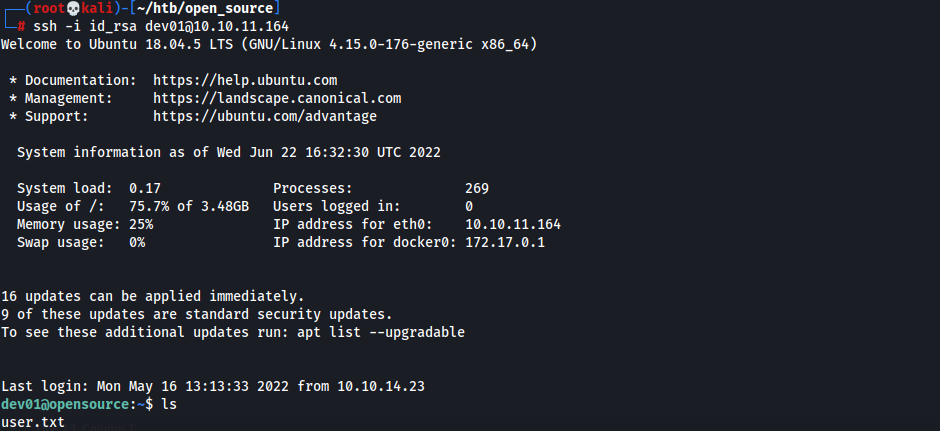 (root💀kali)-[~/htb/open_source]
# ssh -i id_rsa dev01@10.10.11.164
Welcome to Ubuntu 18.04.5 LTS (GNU/Linux 4.15.0-176-generic x86_64)
* Documentation:  https://help.ubuntu.com
* Management:     https://landscape.canonical.com
* Support:        https://ubuntu.com/advantage
System information as of Wed Jun 22 16:32:30 UTC 2022
System load:  0.17              Processes:              269
Usage of /:   75.7% of 3.48GB   Users logged in:        0
Memory usage: 25%               IP address for eth0:    10.10.11.164
Swap usage:   0%                IP address for docker0: 172.17.0.1
16 updates can be applied immediately.
9 of these updates are standard security updates.
To see these additional updates run: apt list --upgradable
Last login: Mon May 16 13:13:33 2022 from 10.10.14.23
dev01@opensource:~$ ls
user.txt